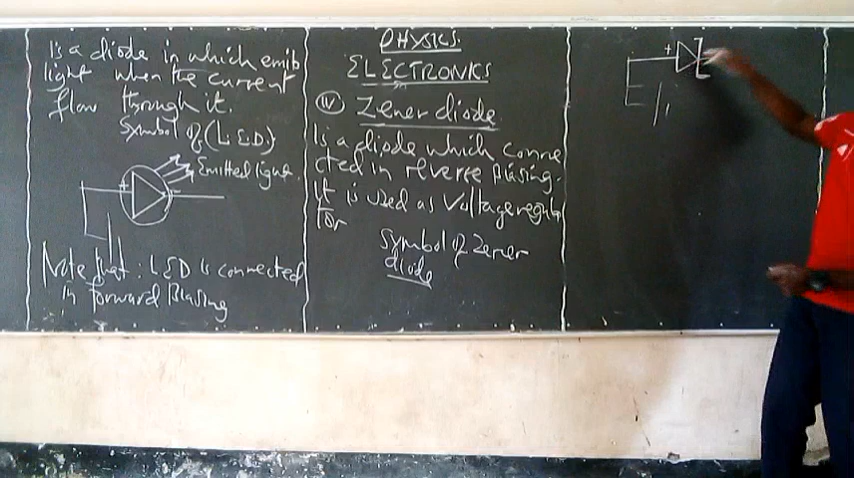 Is a diode in which emib
light when the current
flow through it.
Symbol of (L.E.D)
Emitted light.
+ -
Note that: LED is connected
in forward Biasing
PHYSICS.
ELECTRONICS
(iv) Zener diode
Is a diode which conne
cted in reverse Biasing.
It is used as Voltage regula
tor
Symbol of Zener
diode
+